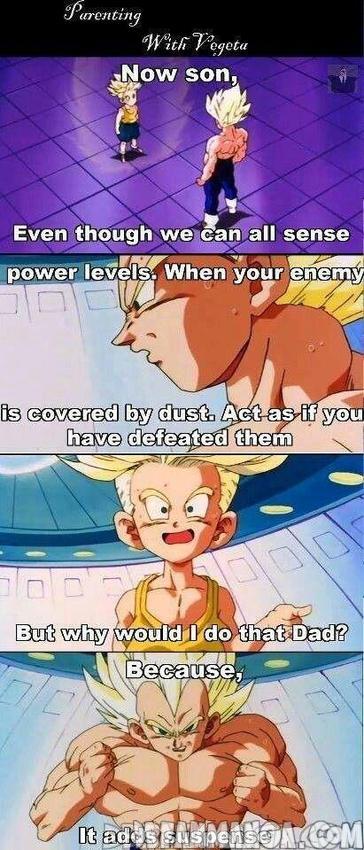 Parenting
With Vegeta
Now son,
Even though we can all sense
power levels. When your enemy
is covered by dust. Act as if you
have defeated them
But why would I do that Dad?
Because,
It adds suspense
.COM